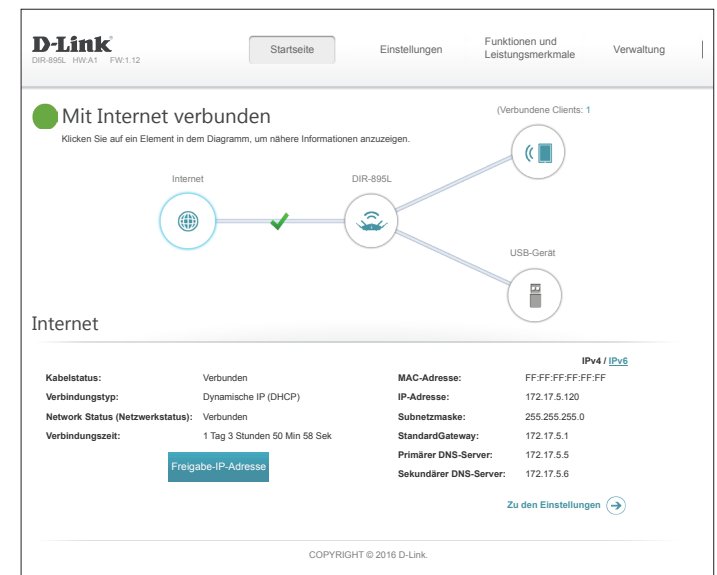 D-Link
DIR-895L HW:A1 FW:1.12
Startseite
Einstellungen
Funktionen und
Leistungsmerkmale
Verwaltung
Mit Internet verbunden
Klicken Sie auf ein Element in dem Diagramm, um nähere Informationen anzuzeigen.
(Verbundene Clients: 1
Internet
DIR-895L
USB-Gerät
Internet
IPv4 / IPv6
Kabelstatus: Verbunden
Verbindungstyp: Dynamische IP (DHCP)
Network Status (Netzwerkstatus): Verbunden
Verbindungszeit: 1 Tag 3 Stunden 50 Min 58 Sek
Freigabe-IP-Adresse
MAC-Adresse: FF:FF:FF:FF:FF:FF
IP-Adresse: 172.17.5.120
Subnetzmaske: 255.255.255.0
StandardGateway: 172.17.5.1
Primärer DNS-Server: 172.17.5.5
Sekundärer DNS-Server: 172.17.5.6
Zu den Einstellungen
COPYRIGHT © 2016 D-Link.